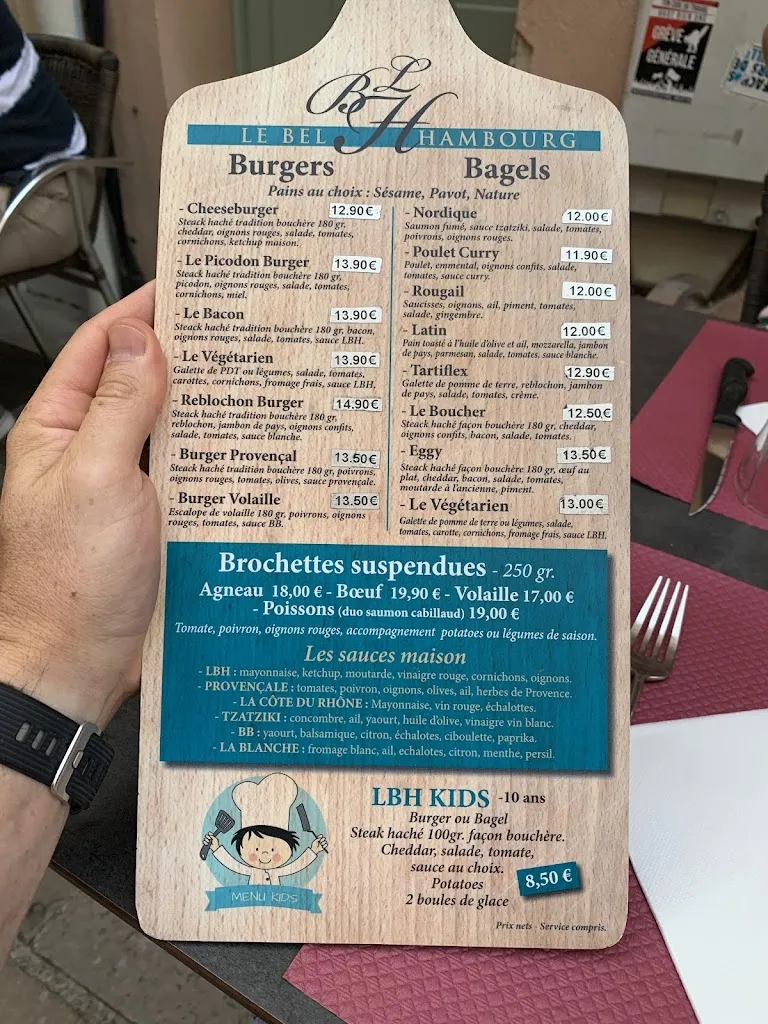 BLH
LE BEL HAMBOURG
Burgers
Bagels
Pains au choix : Sésame, Pavot, Nature
- Cheeseburger 12.90€
Steack haché tradition bouchère 180 gr,
cheddar, oignons rouges, salade, tomates,
cornichons, ketchup maison.
- Le Picodon Burger 13.90€
Steack haché tradition bouchère 180 gr,
picodon, oignons rouges, salade, tomates,
cornichons, miel.
- Le Bacon 13.90€
Steack haché tradition bouchère 180 gr, bacon,
oignons rouges, salade, tomates, sauce LBH.
- Le Végétarien 13.90€
Galette de PDT ou légumes, salade, tomates,
carottes, cornichons, fromage frais, sauce LBH.
- Reblochon Burger 14.90€
Steack haché tradition bouchère 180 gr,
reblochon, jambon de pays, oignons confits,
salade, tomates, sauce blanche.
- Burger Provençal 13.50€
Steack haché tradition bouchère 180 gr, poivrons,
oignons rouges, tomates, olives, sauce provençale.
- Burger Volaille 13.50€
Escalope de volaille 180 gr, poivrons, oignons
rouges, tomates, sauce BB.
- Nordique 12.00€
Saumon fumé, sauce tzatziki, salade, tomates,
poivrons, oignons rouges.
- Poulet Curry 11.90€
Poulet, emmental, oignons confits, salade,
tomates, sauce curry.
- Rougail 12.00€
Saucisses, oignons, ail, piment, tomates,
salade, gingembre.
- Latin 12.00€
Pain toasté à l'huile d'olive et ail, mozzarella, jambon
de pays, parmesan, salade, tomates, sauce blanche.
- Tartiflex 12.90€
Galette de pomme de terre, reblochon, jambon
de pays, salade, tomates, crème.
- Le Boucher 12.50€
Steack haché façon bouchère 180 gr, cheddar,
oignons confits, bacon, salade, tomates.
- Eggy 13.50€
Steack haché façon bouchère 180 gr, œuf au
plat, cheddar, bacon, salade, tomates,
moutarde à l'ancienne, piment.
- Le Végétarien 13.00€
Galette de pomme de terre ou légumes, salade,
tomates, carotte, cornichons, fromage frais, sauce LBH.
Brochettes suspendues - 250 gr.
Agneau 18,00 € - Bœuf 19,90 € - Volaille 17,00 €
- Poissons (duo saumon cabillaud) 19,00 €
Tomate, poivron, oignons rouges, accompagnement potatoes ou légumes de saison.
Les sauces maison
- LBH : mayonnaise, ketchup, moutarde, vinaigre rouge, cornichons, oignons.
- PROVENÇALE : tomates, poivron, oignons, olives, ail, herbes de Provence.
- LA CÔTE DU RHÔNE : Mayonnaise, vin rouge, échalottes.
- TZATZIKI : concombre, ail, yaourt, huile d'olive, vinaigre vin blanc.
- BB : yaourt, balsamique, citron, échalotes, ciboulette, paprika.
- LA BLANCHE : fromage blanc, ail, echalotes, citron, menthe, persil.
MENU KIDS
LBH KIDS -10 ans
Burger ou Bagel
Steak haché 100gr. façon bouchère.
Cheddar, salade, tomate,
sauce au choix.
Potatoes
2 boules de glace
8,50 €
Prix nets - Service compris.
GRÈVE
GÉNÉRALE